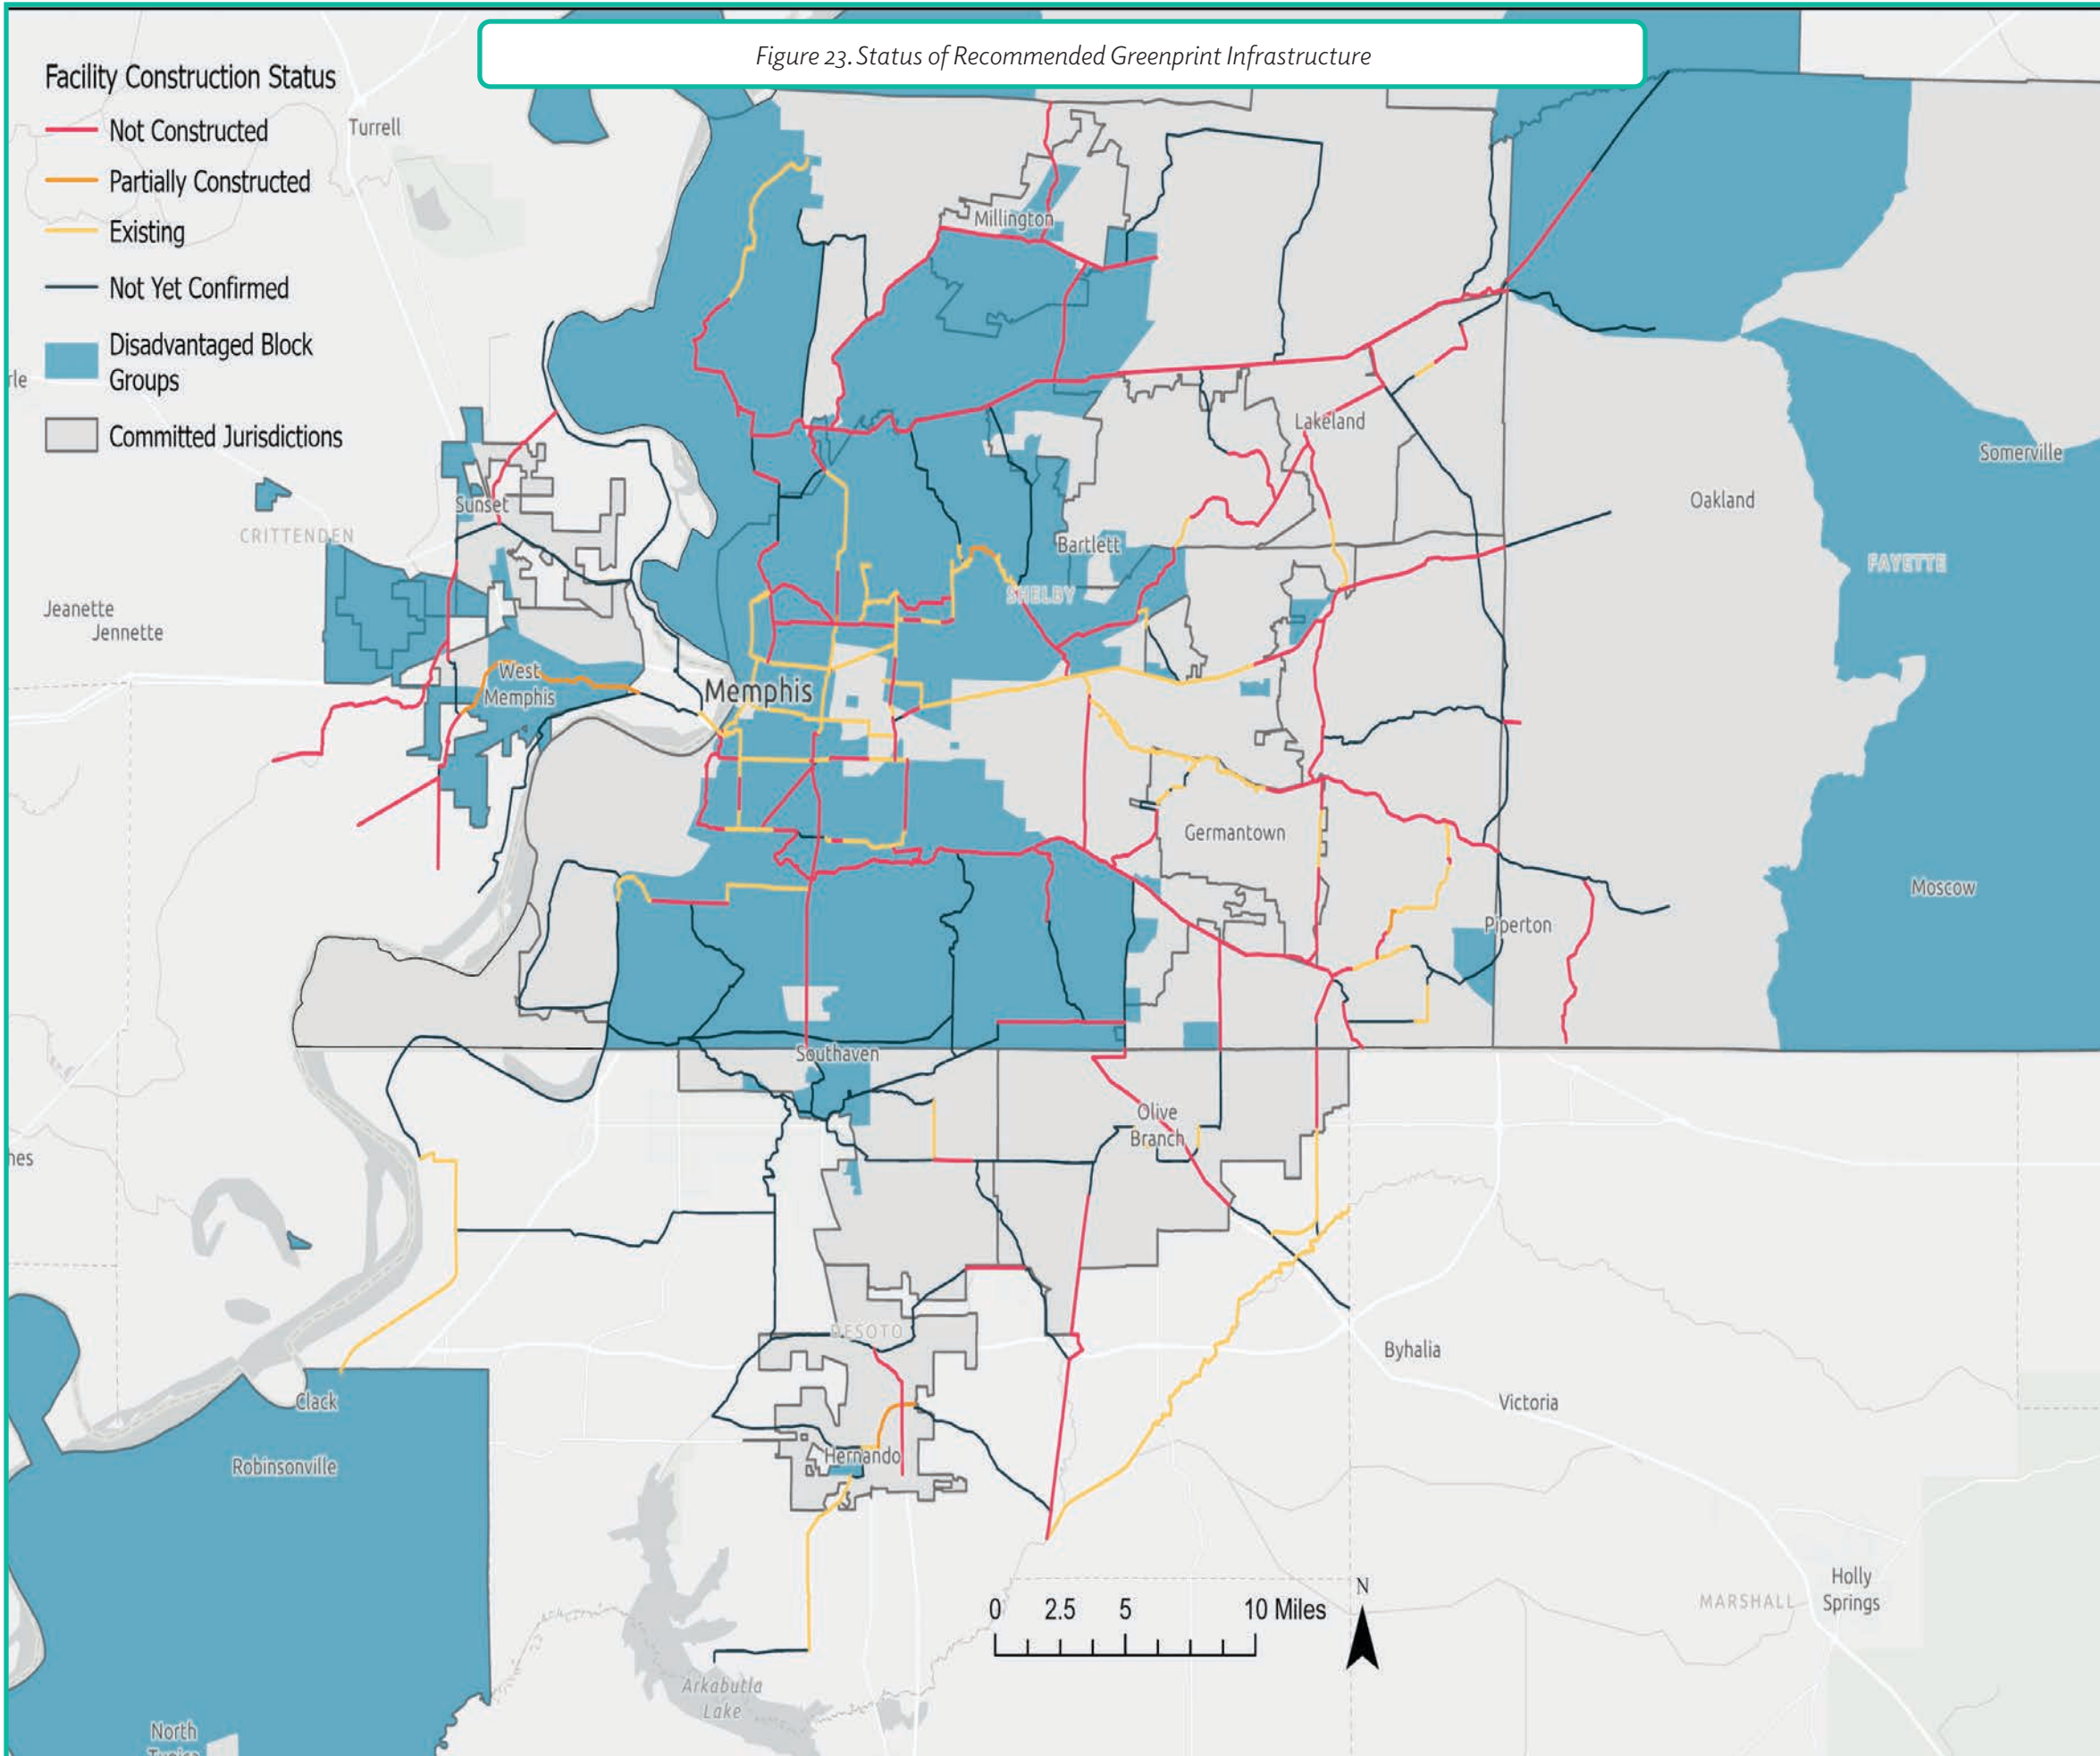 Figure 23. Status of Recommended Greenprint Infrastructure
Facility Construction Status
Not Constructed
Partially Constructed
Existing
Not Yet Confirmed
Disadvantaged Block
Groups
Committed Jurisdictions
Turrell
Millington
rle
Lakeland
Somerville
Sunset
Oakland
CRITTENDEN
Bartlett
FAYETTE
SHELBY
Jeanette
Jennette
West
Memphis
Memphis
Germantown
Moscow
Piperton
Southaven
Olive
Branch
nes
DESOTO
Byhalia
Clack
Victoria
Hernando
Robinsonville
Holly
Springs
MARSHALL
N
0 2.5 5 10 Miles
Arkabutla
Lake
North